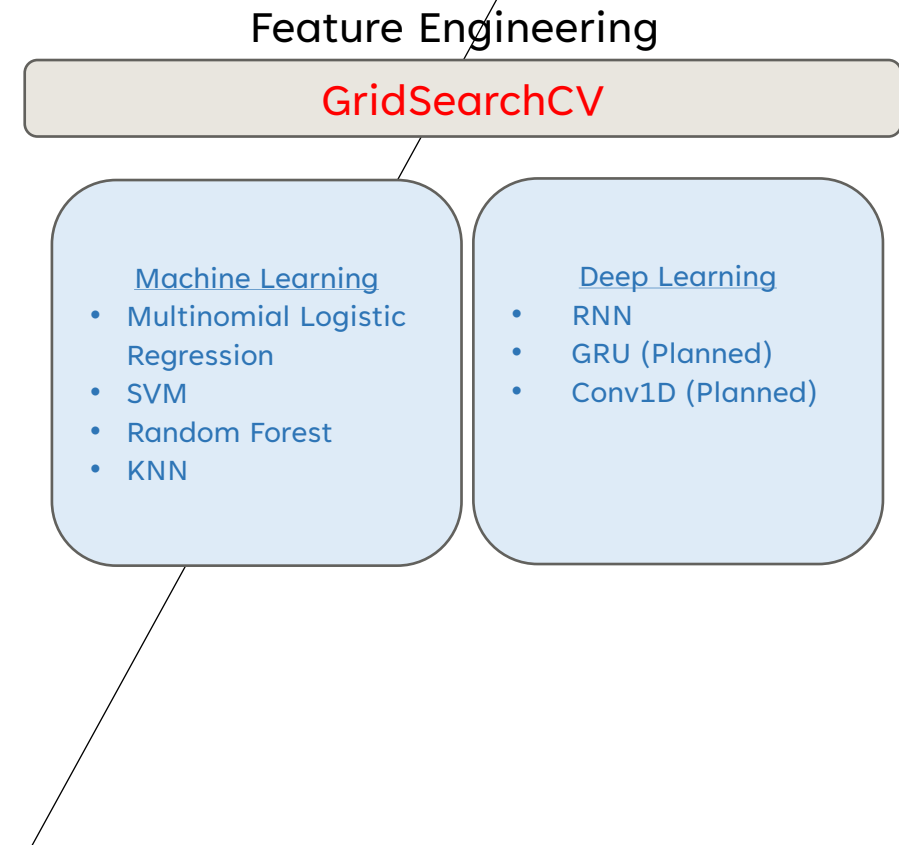 Feature Engineering
GridSearchCV
Machine Learning
• Multinomial Logistic
Regression
• SVM
• Random Forest
• KNN
Deep Learning
• RNN
• GRU (Planned)
• Conv1D (Planned)